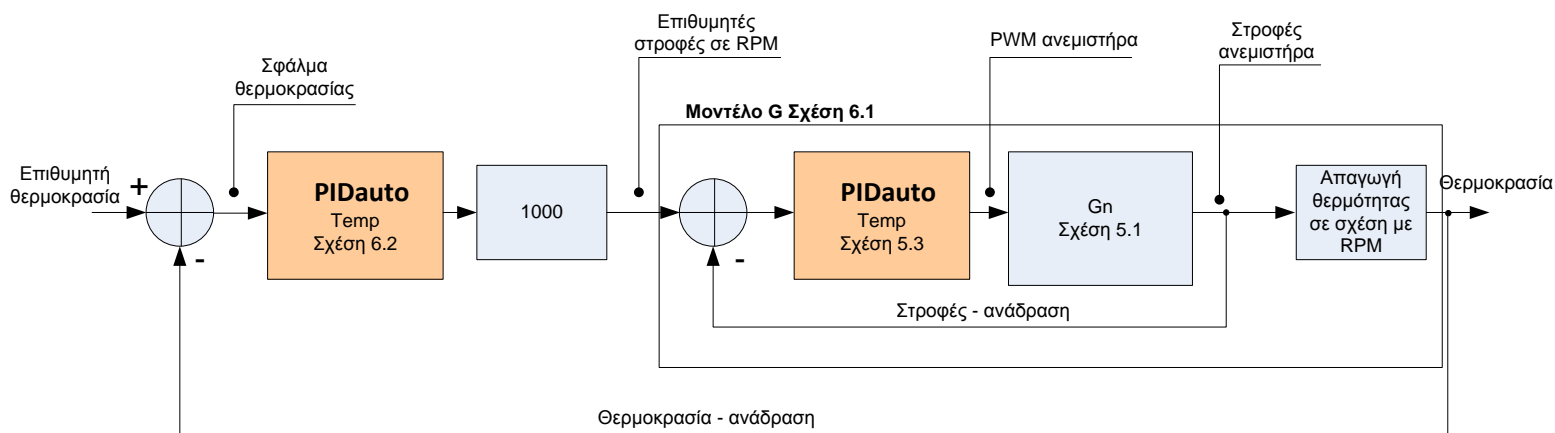 Επιθυμητές
στροφές σε RPM
PWM ανεμιστήρα
Στροφές
ανεμιστήρα
Σφάλμα
θερμοκρασίας
Μοντέλο G Σχέση 6.1
Επιθυμητή
θερμοκρασία
+
-
PIDauto
Temp
Σχέση 6.2
1000
-
PIDauto
Temp
Σχέση 5.3
Gn
Σχέση 5.1
Απαγωγή
θερμότητας
σε σχέση με
RPM
Θερμοκρασία
Στροφές - ανάδραση
Θερμοκρασία - ανάδραση